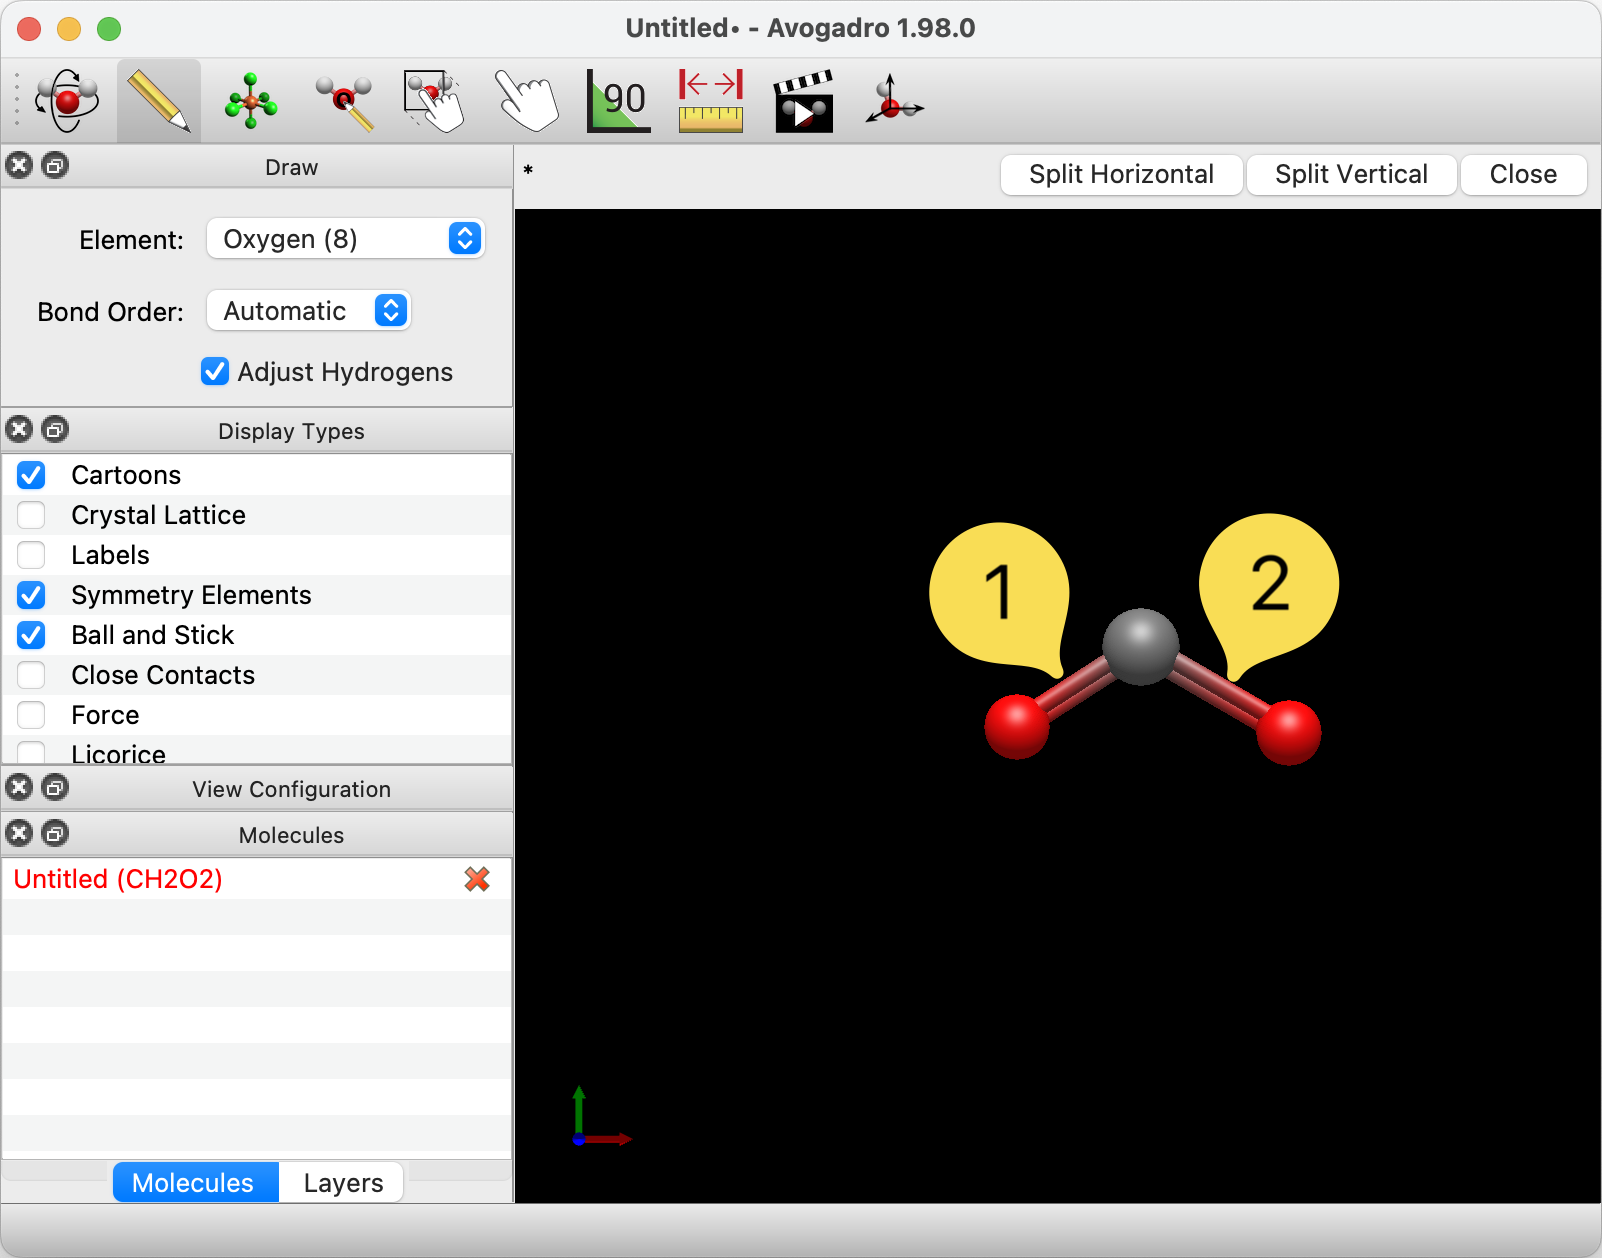 Untitled• - Avogadro 1.98.0
90
Draw
* Split Horizontal Split Vertical Close
Element: Oxygen (8)
Bond Order: Automatic
Adjust Hydrogens
Display Types
Cartoons
Crystal Lattice
Labels
Symmetry Elements
Ball and Stick
Close Contacts
Force
Licorice
View Configuration
Molecules
Untitled (CH2O2)
Molecules Layers
1 2